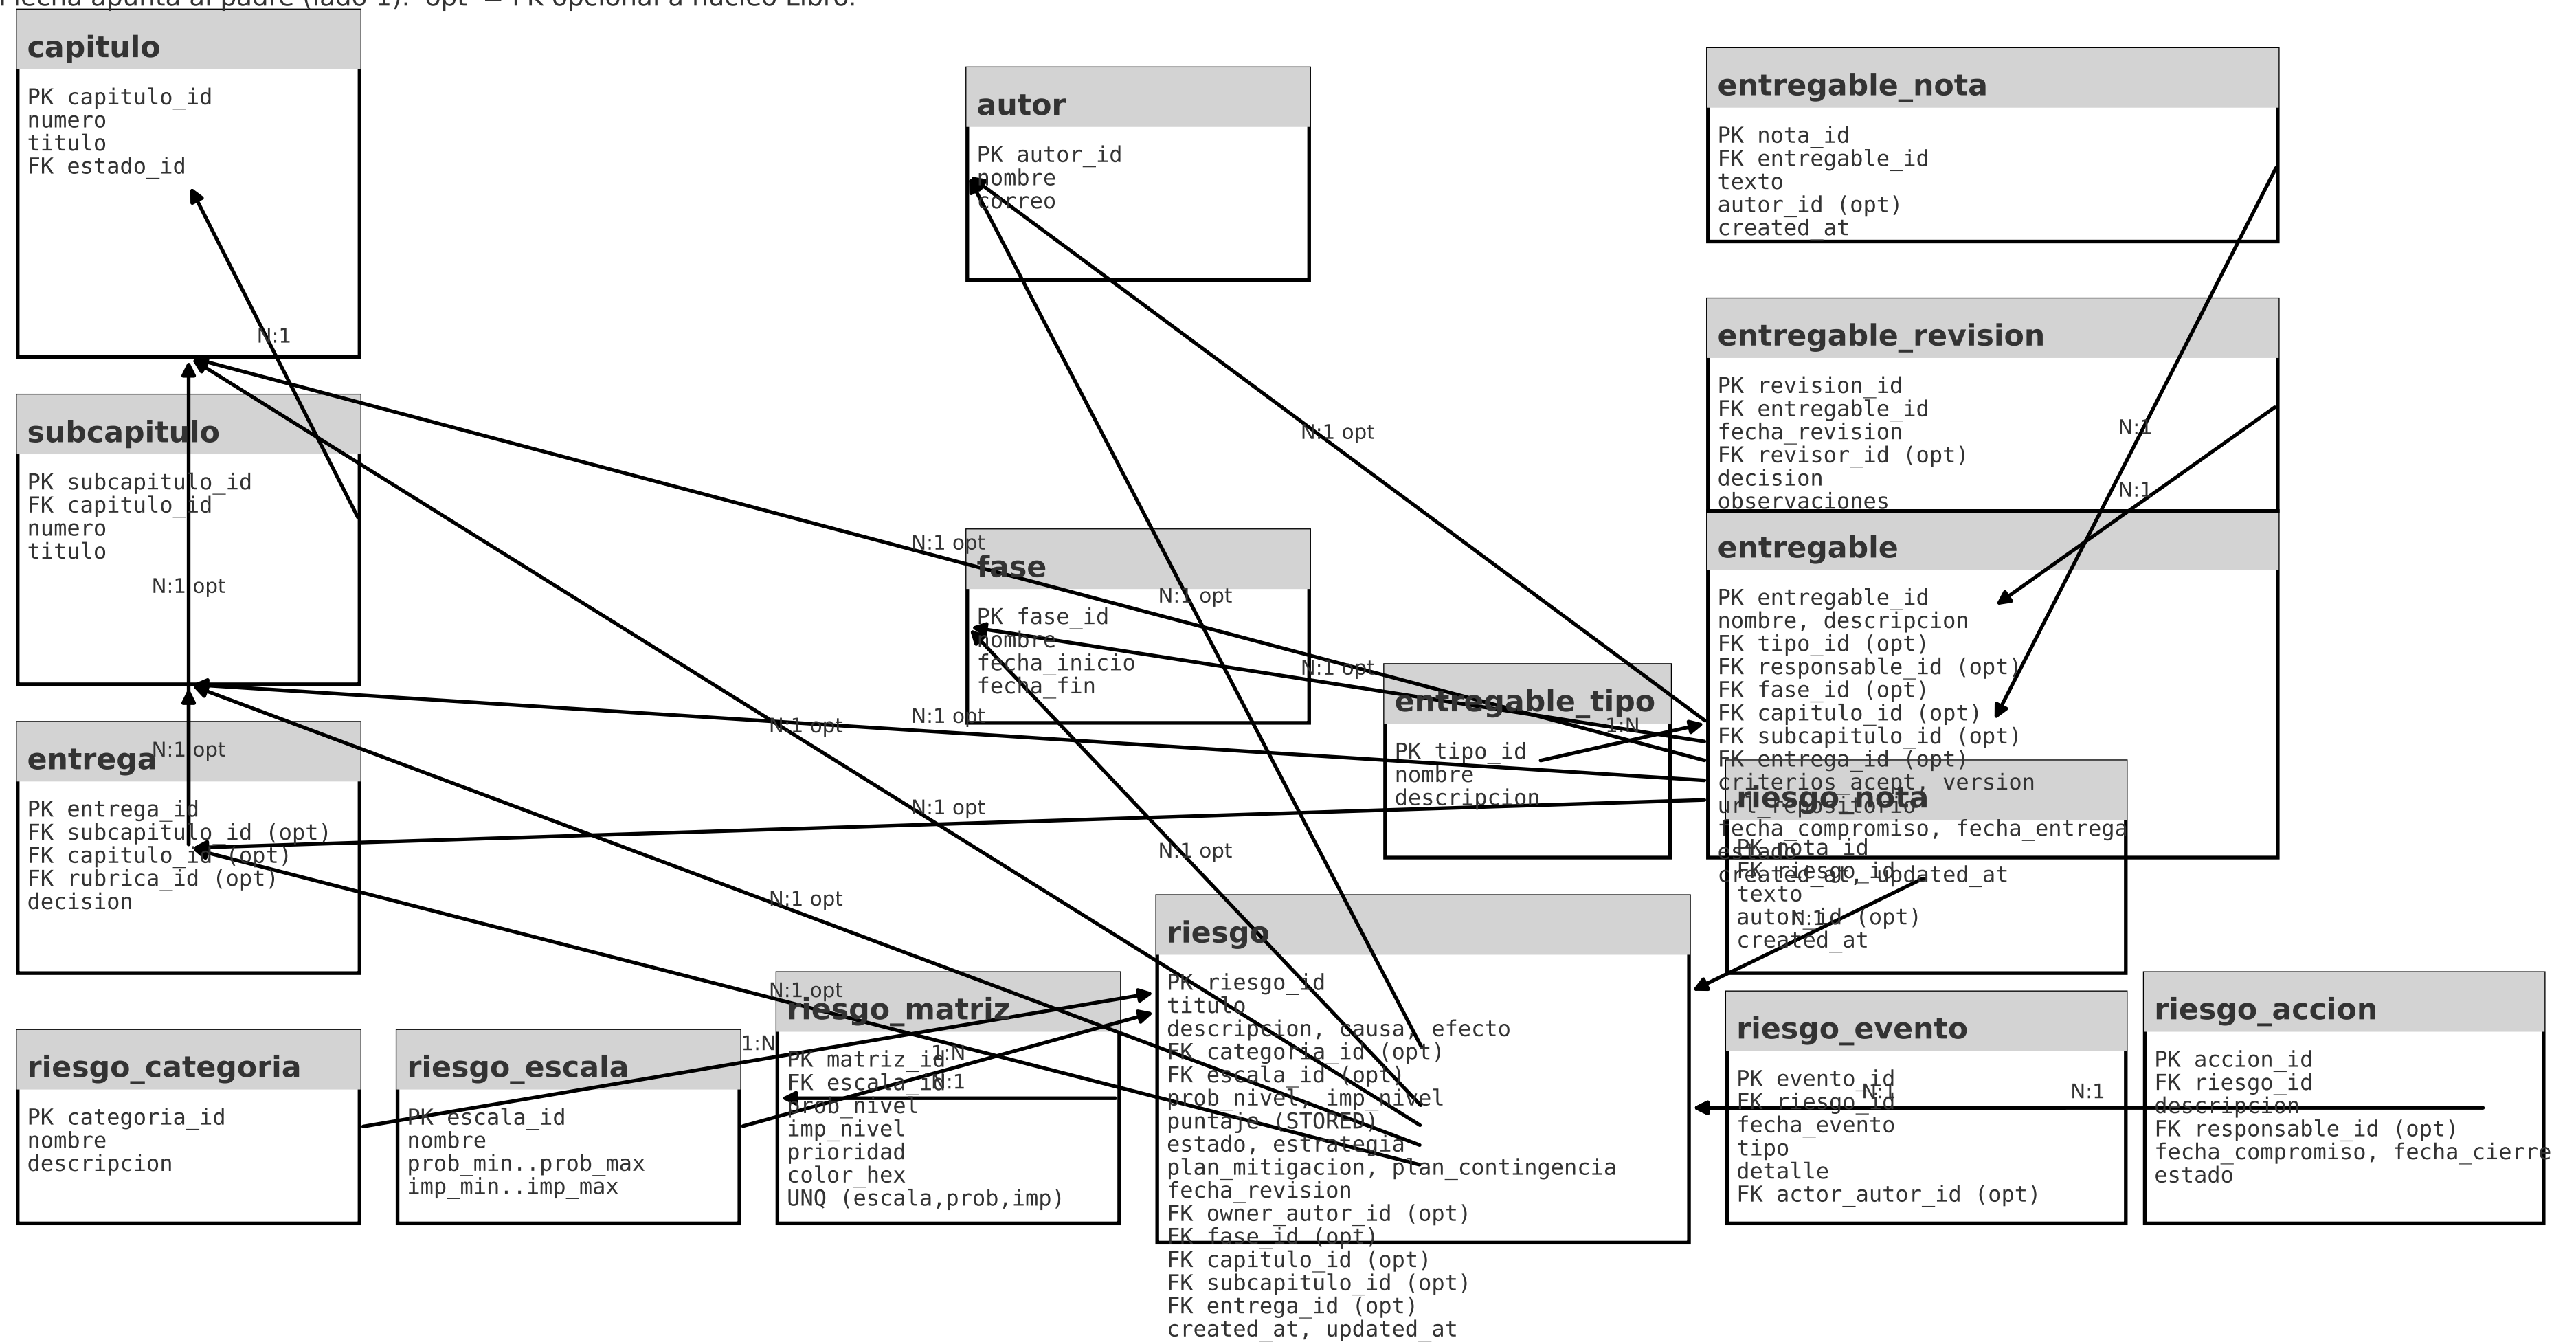 Flecha apunta al padre (lado 1). 'opt' = FK opcional a núcleo Libro.
capitulo
PK capitulo_id
numero
titulo
FK estado_id
N:1
subcapitulo
PK subcapitulo_id
FK capitulo_id
numero
titulo
N:1 opt
entrega
N:1 opt
PK entrega_id
FK subcapitulo_id (opt)
FK capitulo_id (opt)
FK rubrica_id (opt)
decision
autor
PK autor_id
nombre
correo
N:1 opt
N:1 opt
fase
N:1 opt
PK fase_id
nombre
fecha_inicio
fecha_fin
N:1 opt
N:1 opt
N:1 opt
N:1 opt
N:1 opt
N:1 opt
N:1 opt
entregable_tipo
1:N
PK tipo_id
nombre
descripcion
entregable_nota
PK nota_id
FK entregable_id
texto
autor_id (opt)
created_at
entregable_revision
PK revision_id
FK entregable_id
fecha_revision
FK revisor_id (opt)
decision
observaciones
N:1
N:1
entregable
PK entregable_id
nombre, descripcion
FK tipo_id (opt)
FK responsable_id (opt)
FK fase_id (opt)
FK capitulo_id (opt)
FK subcapitulo_id (opt)
FK entrega_id (opt)
criterios_acept, version
url_repositorio
fecha_compromiso, fecha_entrega
estado
created_at, updated_at
riesgo_nota
PK nota_id
FK riesgo_id
texto
autor_id (opt)
created_at
N:1
riesgo_categoria
PK categoria_id
nombre
descripcion
riesgo_escala
PK escala_id
nombre
prob_min..prob_max
imp_min..imp_max
1:N
riesgo_matriz
PK matriz_id
FK escala_id
prob_nivel
imp_nivel
prioridad
color_hex
UNQ (escala,prob,imp)
1:N
N:1
riesgo
PK riesgo_id
titulo
descripcion, causa, efecto
FK categoria_id (opt)
FK escala_id (opt)
prob_nivel, imp_nivel
puntaje (STORED)
estado, estrategia
plan_mitigacion, plan_contingencia
fecha_revision
FK owner_autor_id (opt)
FK fase_id (opt)
FK capitulo_id (opt)
FK subcapitulo_id (opt)
FK entrega_id (opt)
created_at, updated_at
riesgo_evento
PK evento_id
FK riesgo_id
fecha_evento
tipo
detalle
FK actor_autor_id (opt)
N:1
N:1
riesgo_accion
PK accion_id
FK riesgo_id
descripcion
FK responsable_id (opt)
fecha_compromiso, fecha_cierre
estado